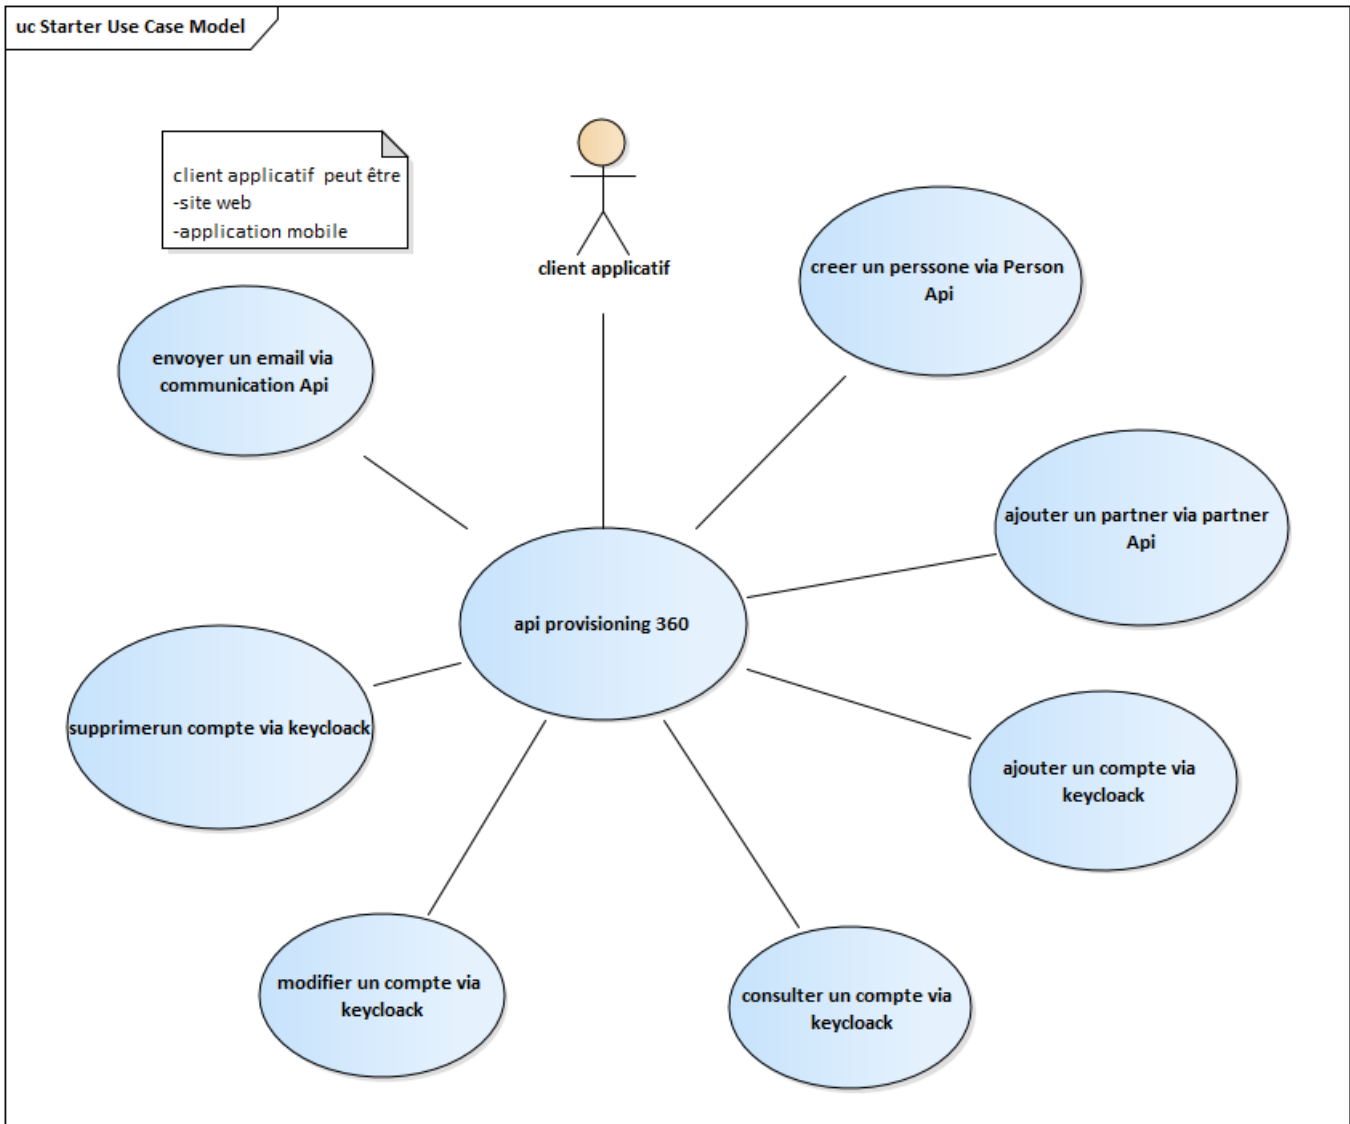 uc Starter Use Case Model
client applicatif  peut être
-site web
-application mobile
client applicatif
creer un perssone via Person
Api
envoyer un email via
communication Api
ajouter un partner via partner
Api
api provisioning 360
supprimerun compte via keycloack
ajouter un compte via
keycloack
modifier un compte via
keycloack
consulter un compte via
keycloack